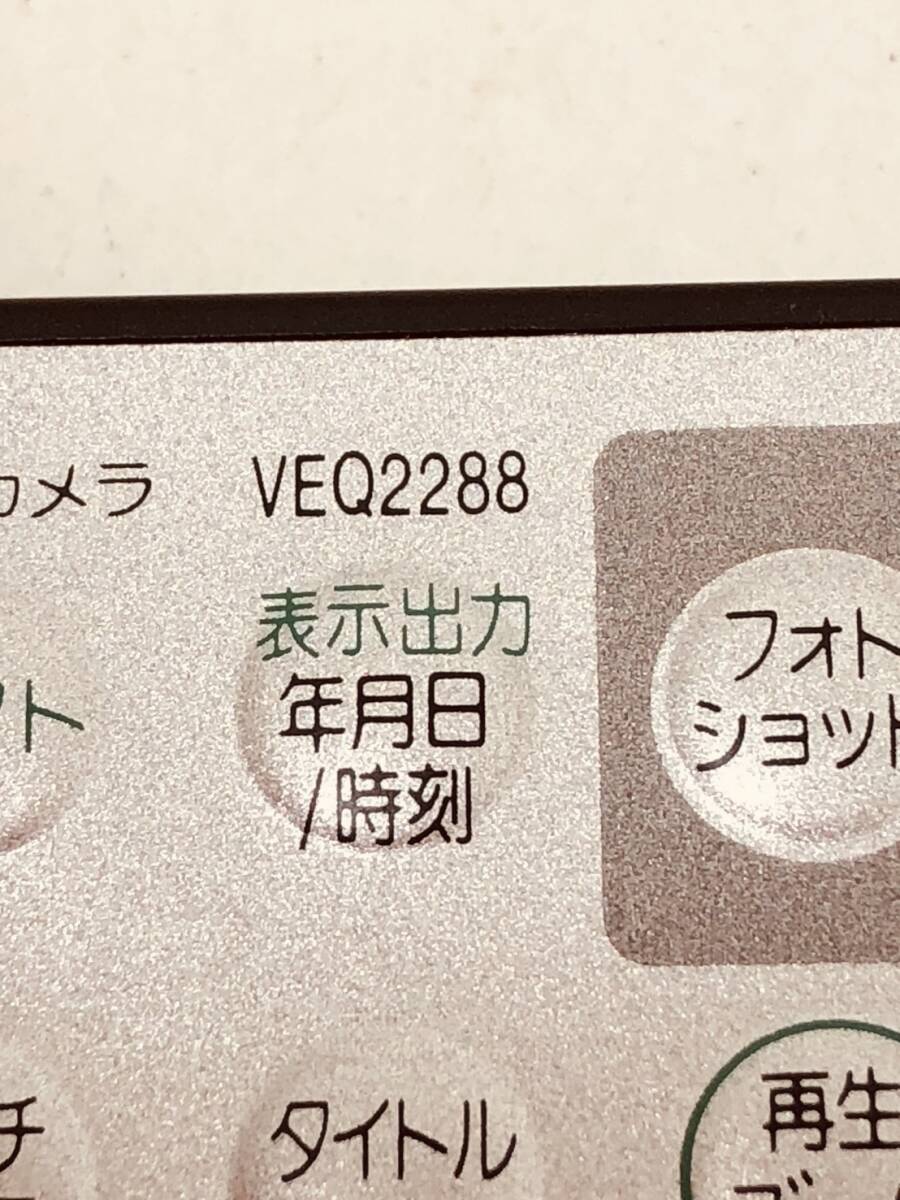 カメラ VEQ2288
表示出力
年月日
/時刻
フォト
ショット
タイトル
再生